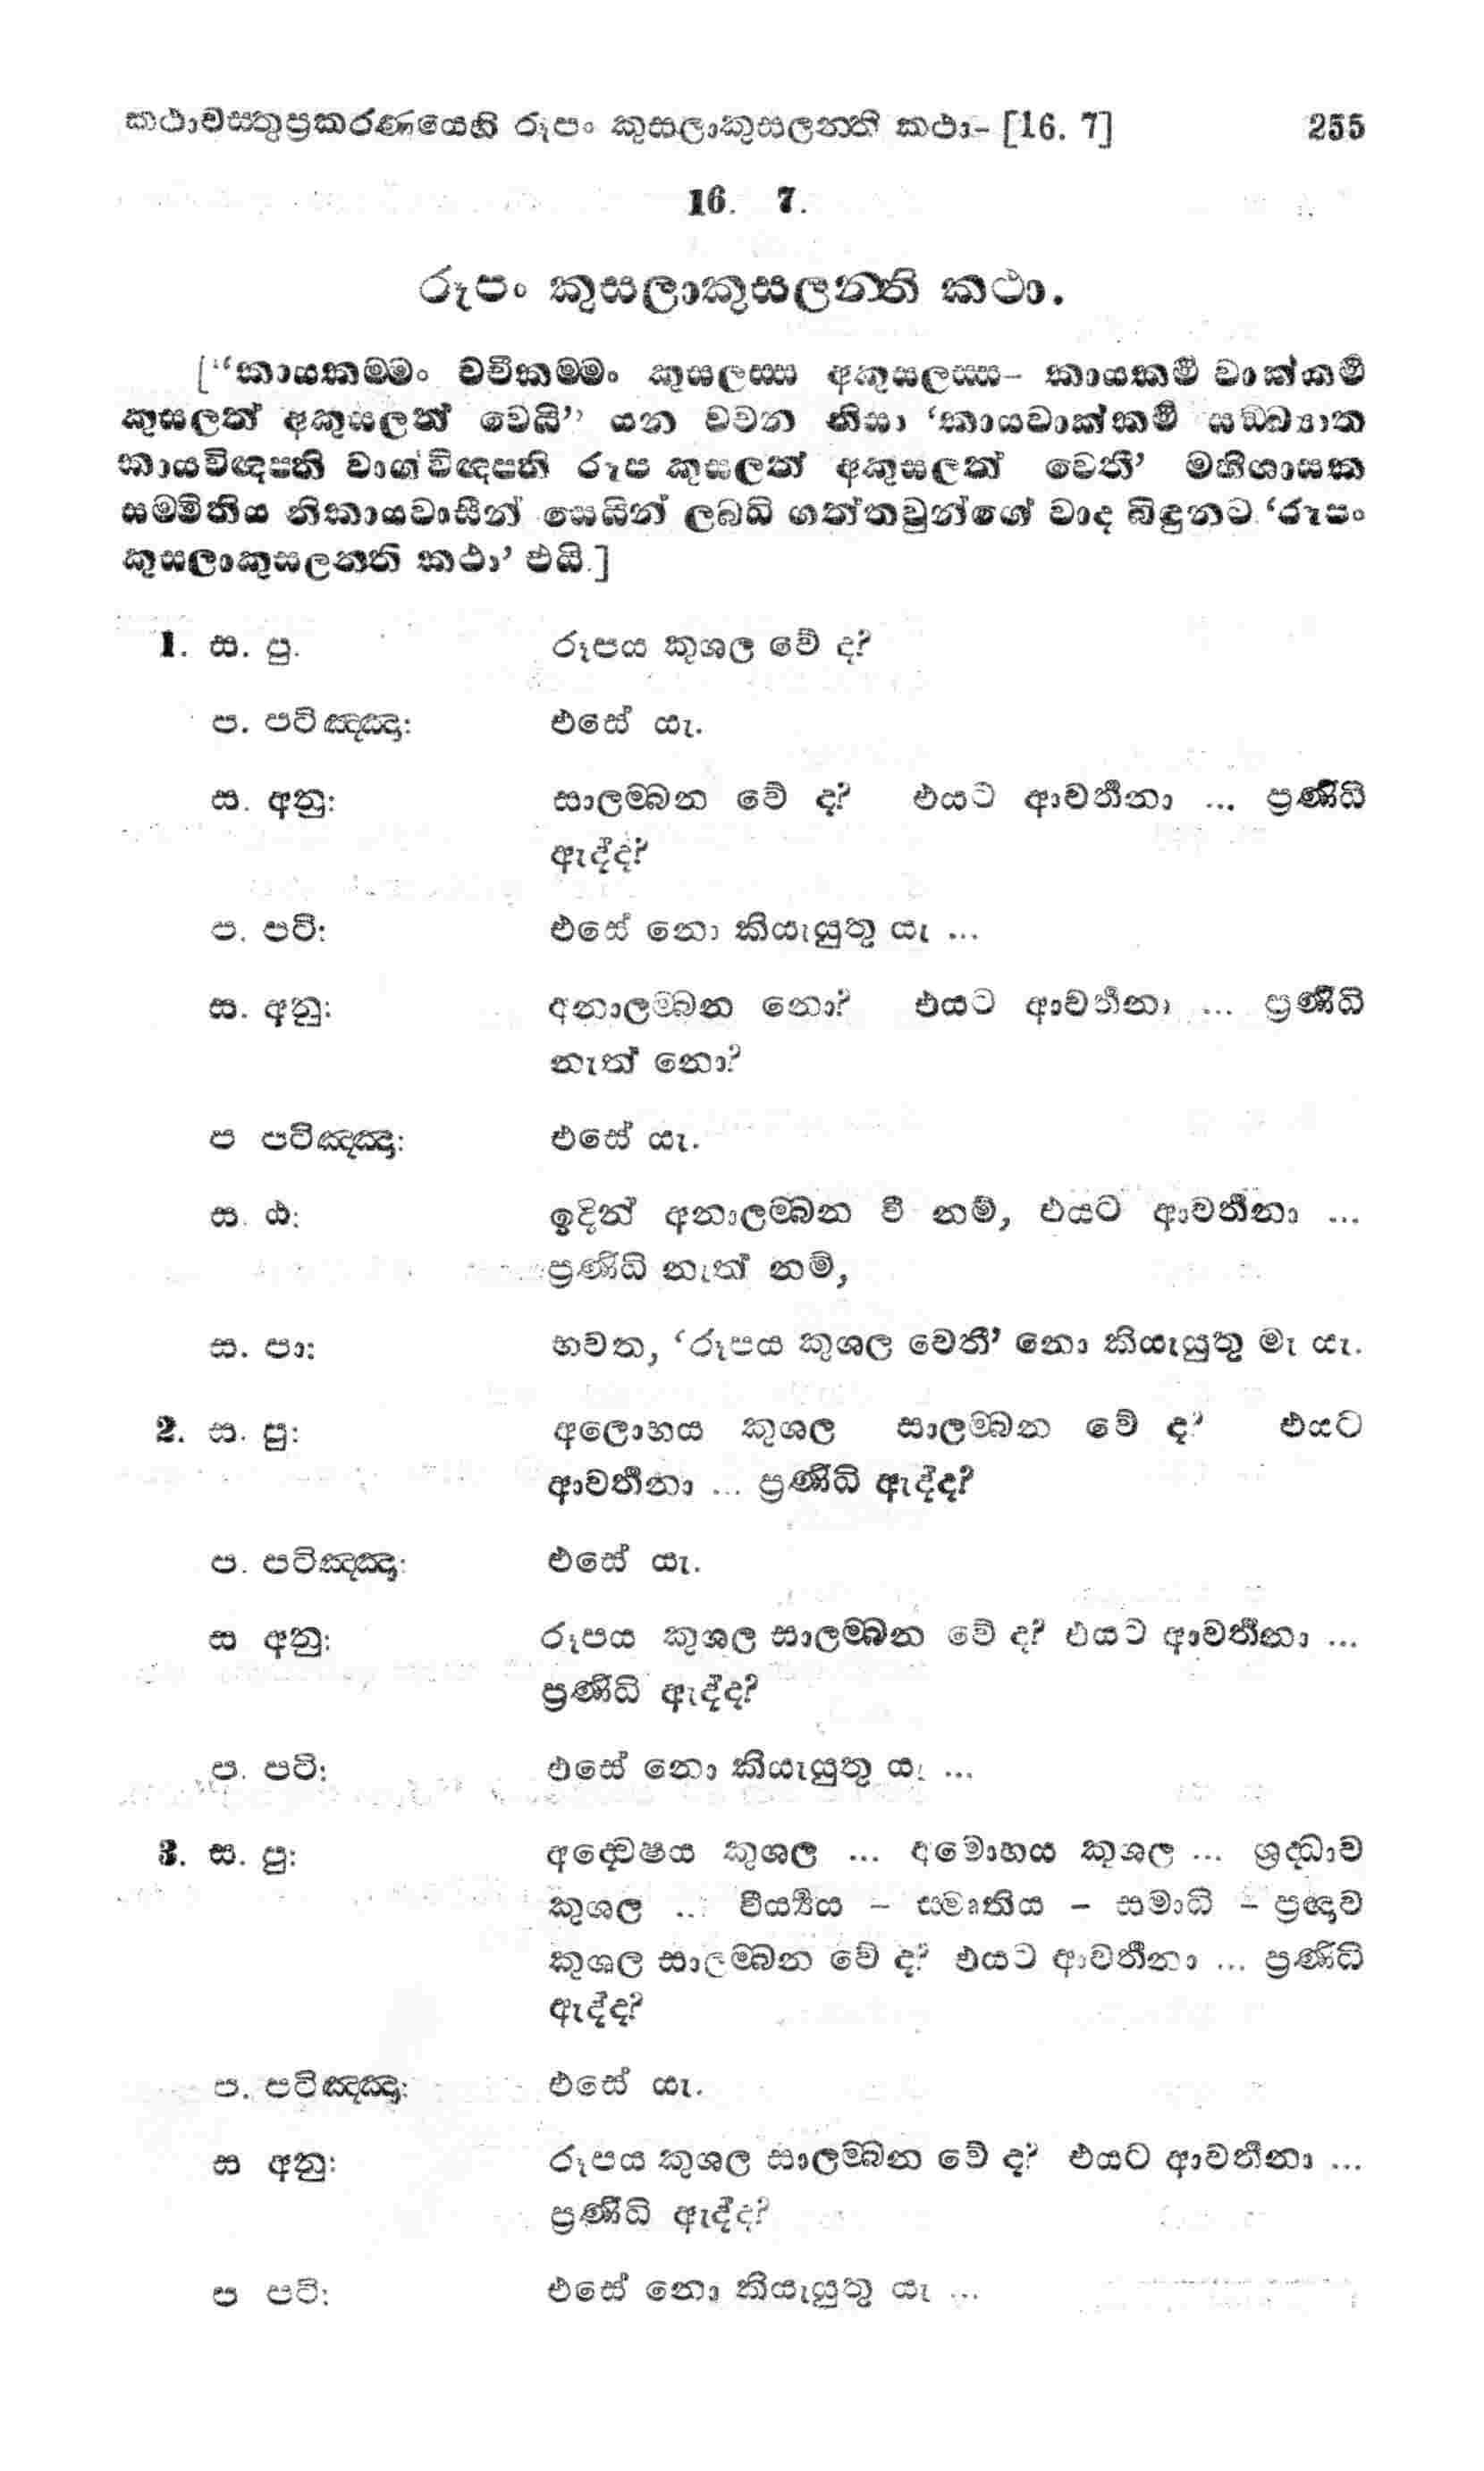 කථාවස්තුප්‍රකරණයෙහි රූපං කුසලාකුසලන්ති කථා- [16. 7] 255
16. 7.
රූපං කුසලාකුසලන්ති කථා.
["කායකම්මං වචීකම්මං කුසලස්ස අකුසලස්ස- කායකර්‍ම වාක්කර්‍ම
කුසලත් අකුසලත් වෙයි" යන වචන නිසා 'කායවාක්කර්‍ම සඞ්ඛ්‍යාත
කායවිඥප්ති වාග්විඥප්ති රූප කුසලත් අකුසලත් වෙතී' මහිශාසක
සම්මිතිය නිකායවාසීන් සෙයින් ලබ්ධි ගත්තවුන්ගේ වාද බිඳුනට 'රූපං
කුසලාකුසලන්ති කථා' එයි.]
1. ස. පු. රූපය කුශල වේ ද?
ප. පටිඤ්ඤා: එසේ යැ.
ස. අනු: සාලම්බන වේ ද? එයට ආවර්‍තනා ... ප්‍රණිධි
ඇද්ද?
ප. පටි: එසේ නො කියැයුතු යැ ...
ස. අනු: අනාලම්බන නො? එයට ආවර්‍තනා ... ප්‍රණිධි
නැත් නො?
ප පටිඤ්ඤා: එසේ යැ.
ස. ඨ: ඉදින් අනාලම්බන වී නම්, එයට ආවර්‍තනා ...
ප්‍රණිධි නැත් නම්,
ස. පා: භවත, 'රූපය කුශල වෙතී' නො කියැයුතු මැ යැ.
2. ස. පු: අලොභය කුශල සාලම්බන වේ ද? එයට
ආවර්‍තනා ... ප්‍රණිධි ඇද්ද?
ප. පටිඤ්ඤා: එසේ යැ.
ස අනු: රූපය කුශල සාලම්බන වේ ද? එයට ආවර්‍තනා ...
ප්‍රණිධි ඇද්ද?
ප. පටි: එසේ නො කියැයුතු යැ ...
3. ස. පු: අද්වේෂය කුශල ... අමොහය කුශල ... ශ්‍රද්ධාව
කුශල ... වීර්‍ය්‍යය – ස්මෘතිය – සමාධි – ප්‍රඥාව
කුශල සාලම්බන වේ ද? එයට ආවර්‍තනා ... ප්‍රණිධි
ඇද්ද?
ප. පටිඤ්ඤා: එසේ යැ.
ස අනු: රූපය කුශල සාලම්බන වේ ද? එයට ආවර්‍තනා ...
ප්‍රණිධි ඇද්ද?
ප පටි: එසේ නො කියැයුතු යැ ...